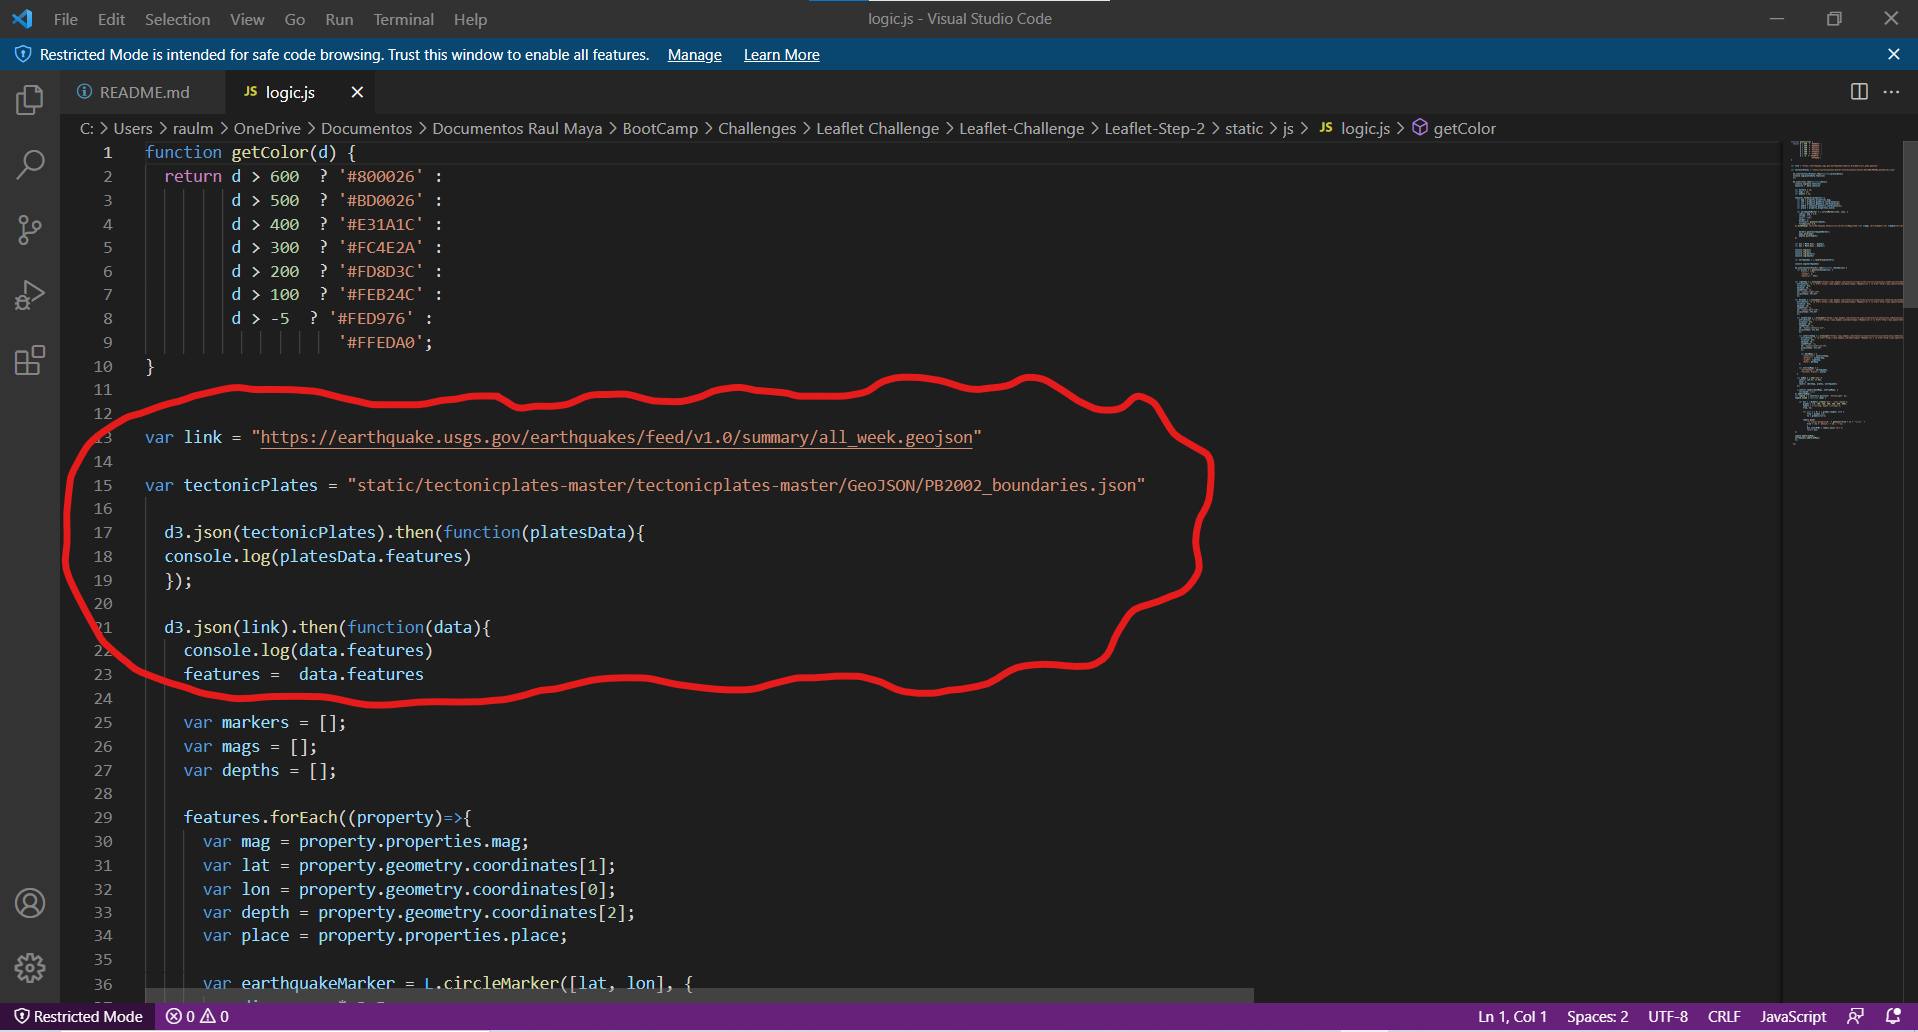 File Edit Selection View Go Run Terminal Help logic.js - Visual Studio Code
Restricted Mode is intended for safe code browsing. Trust this window to enable all features. Manage Learn More
README.md JS logic.js
C: > Users > raulm > OneDrive > Documentos > Documentos Raul Maya > BootCamp > Challenges > Leaflet Challenge > Leaflet-Challenge > Leaflet-Step-2 > static > js > JS logic.js > getColor
1 function getColor(d) {
2 return d > 600 ? '#800026' :
3 d > 500 ? '#BD0026' :
4 d > 400 ? '#E31A1C' :
5 d > 300 ? '#FC4E2A' :
6 d > 200 ? '#FD8D3C' :
7 d > 100 ? '#FEB24C' :
8 d > -5 ? '#FED976' :
9 '#FFEDA0';
10 }
11
12
13 var link = "https://earthquake.usgs.gov/earthquakes/feed/v1.0/summary/all_week.geojson"
14
15 var tectonicPlates = "static/tectonicplates-master/tectonicplates-master/GeoJSON/PB2002_boundaries.json"
16
17 d3.json(tectonicPlates).then(function(platesData){
18 console.log(platesData.features)
19 });
20
21 d3.json(link).then(function(data){
22 console.log(data.features)
23 features = data.features
24
25 var markers = [];
26 var mags = [];
27 var depths = [];
28
29 features.forEach((property)=>{
30 var mag = property.properties.mag;
31 var lat = property.geometry.coordinates[1];
32 var lon = property.geometry.coordinates[0];
33 var depth = property.geometry.coordinates[2];
34 var place = property.properties.place;
35
36 var earthquakeMarker = L.circleMarker([lat, lon], {
Restricted Mode 0 0 Ln 1, Col 1 Spaces: 2 UTF-8 CRLF JavaScript